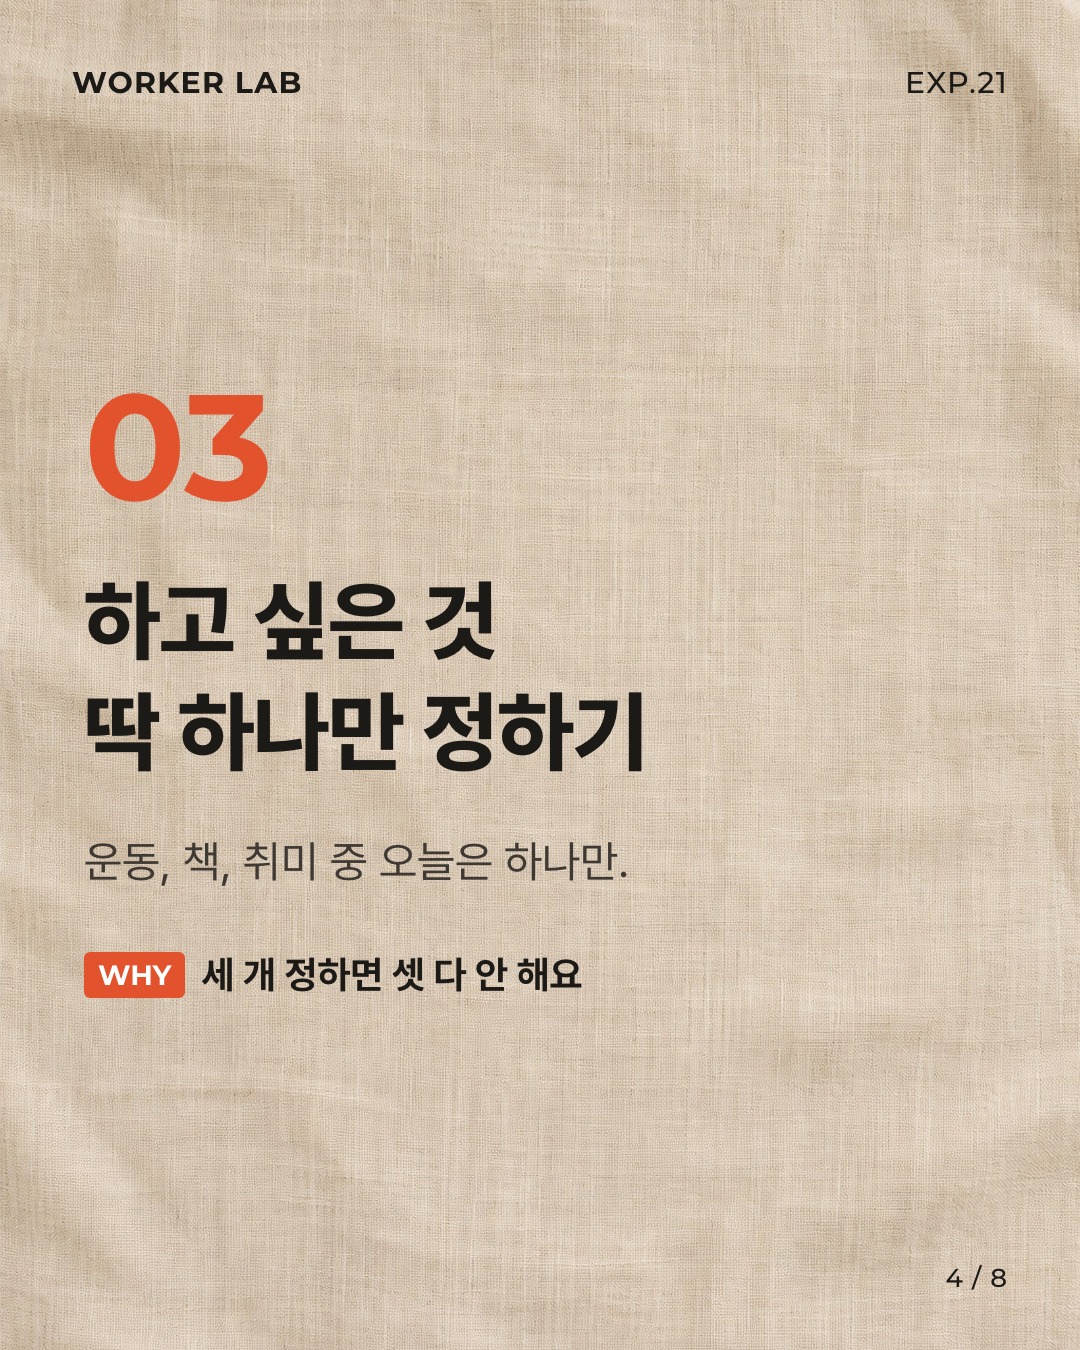 WORKER LAB
EXP.21
03
하고 싶은 것
딱 하나만 정하기
운동, 책, 취미 중 오늘은 하나만.
WHY 세 개 정하면 셋 다 안 해요
4 / 8